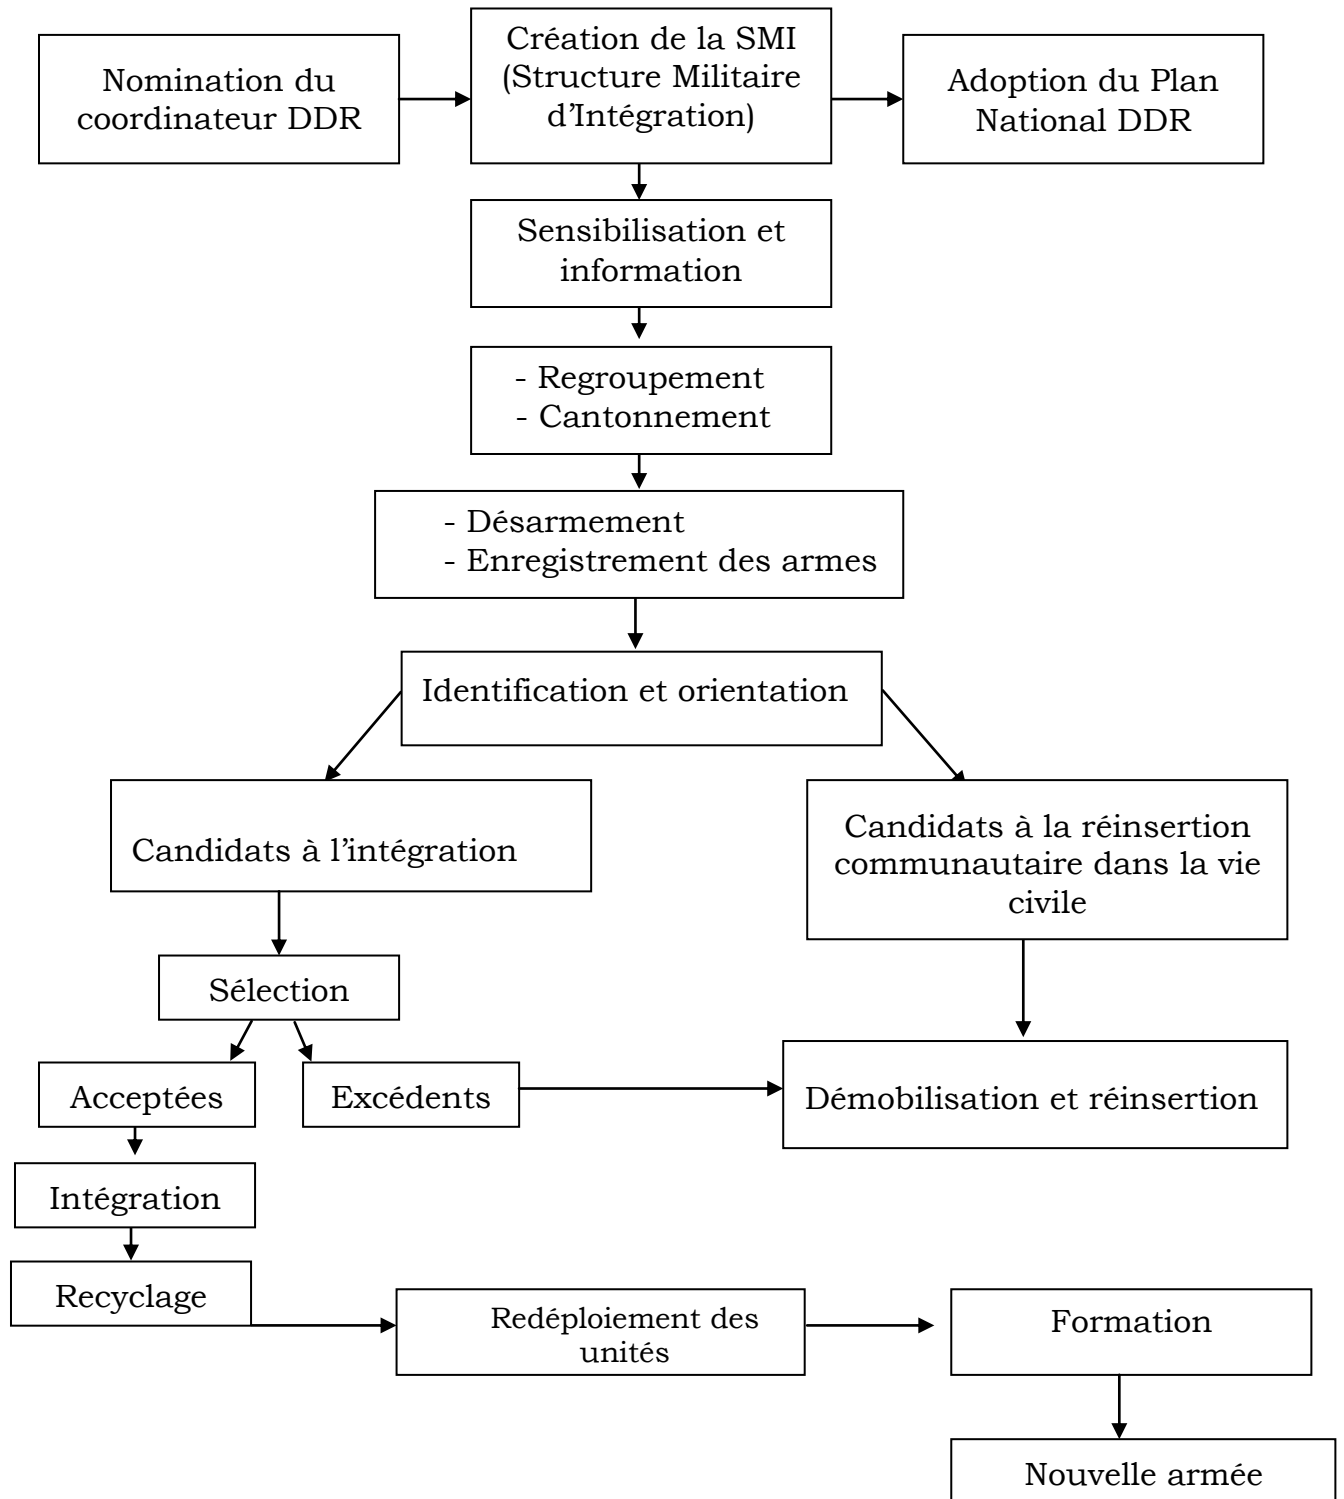 Nomination du
coordinateur DDR
Création de la SMI
(Structure Militaire
d’Intégration)
Adoption du Plan
National DDR
Sensibilisation et
information
- Regroupement
- Cantonnement
- Désarmement
- Enregistrement des armes
Identification et orientation
Candidats à l’intégration
Candidats à la réinsertion
communautaire dans la vie
civile
Sélection
Acceptées
Excédents
Démobilisation et réinsertion
Intégration
Recyclage
Redéploiement des
unités
Formation
Nouvelle armée